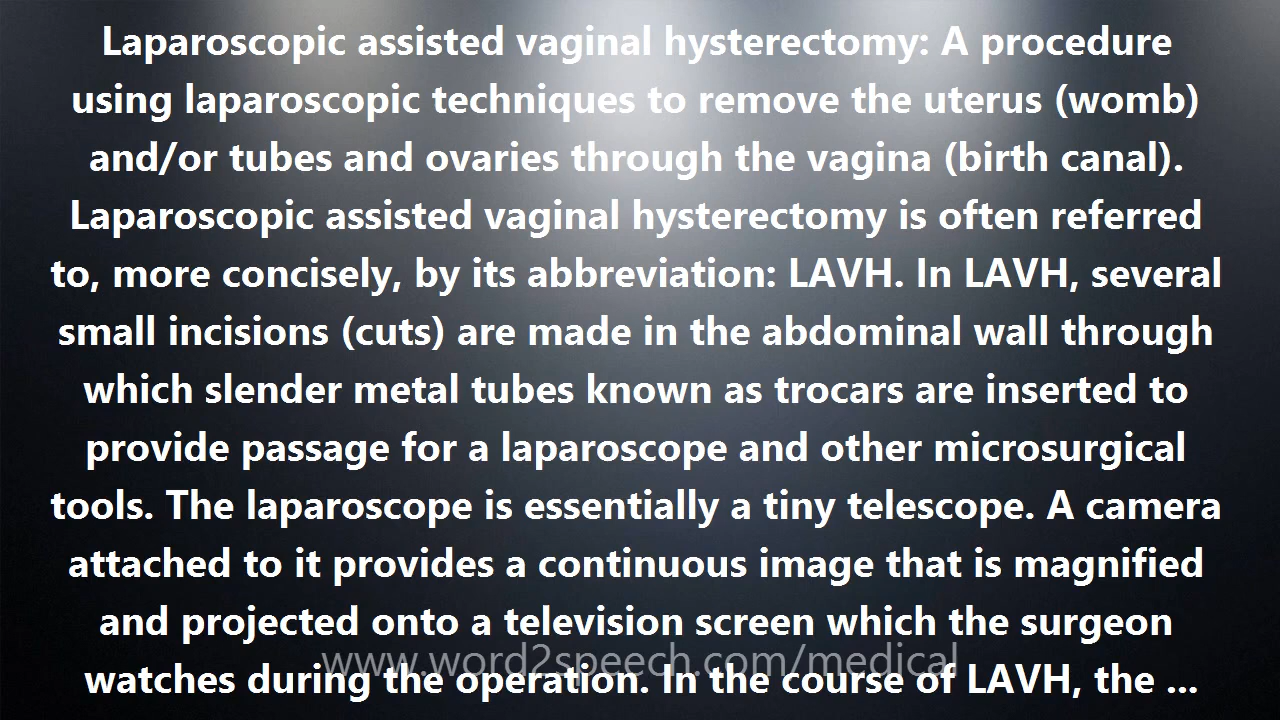 Laparoscopic assisted vaginal hysterectomy: A procedure
using laparoscopic techniques to remove the uterus (womb)
and/or tubes and ovaries through the vagina (birth canal).
Laparoscopic assisted vaginal hysterectomy is often referred
to, more concisely, by its abbreviation: LAVH. In LAVH, several
small incisions (cuts) are made in the abdominal wall through
which slender metal tubes known as trocars are inserted to
provide passage for a laparoscope and other microsurgical
tools. The laparoscope is essentially a tiny telescope. A camera
attached to it provides a continuous image that is magnified
and projected onto a television screen which the surgeon
www.word2speech.com/medical
watches during the operation. In the course of LAVH, the ...